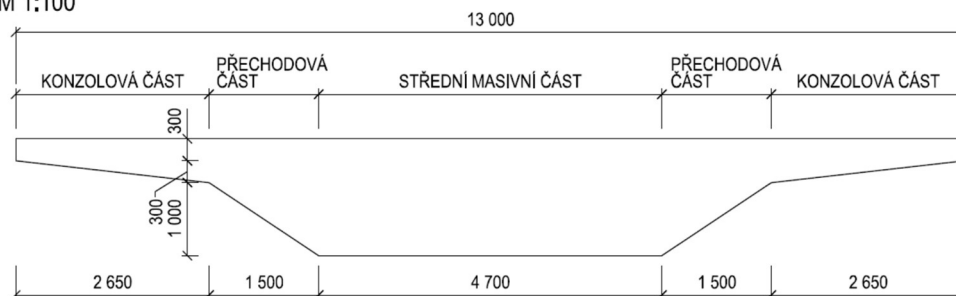 M 1:100
13 000
KONZOLOVÁ ČÁST
PŘECHODOVÁ
ČÁST
STŘEDNÍ MASIVNÍ ČÁST
PŘECHODOVÁ
ČÁST
KONZOLOVÁ ČÁST
300
300
1 000
2 650
1 500
4 700
1 500
2 650